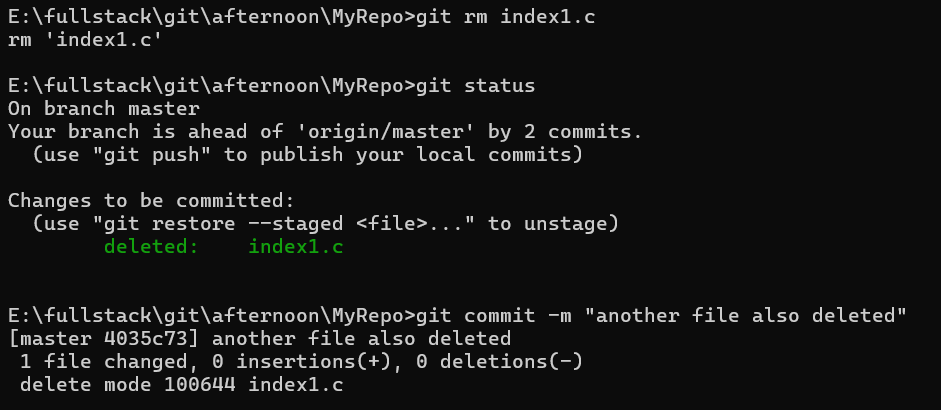 E:\fullstack\git\afternoon\MyRepo>git rm index1.c
rm 'index1.c'
E:\fullstack\git\afternoon\MyRepo>git status
On branch master
Your branch is ahead of 'origin/master' by 2 commits.
  (use "git push" to publish your local commits)
Changes to be committed:
  (use "git restore --staged <file>..." to unstage)
        deleted:    index1.c
E:\fullstack\git\afternoon\MyRepo>git commit -m "another file also deleted"
[master 4035c73] another file also deleted
 1 file changed, 0 insertions(+), 0 deletions(-)
 delete mode 100644 index1.c